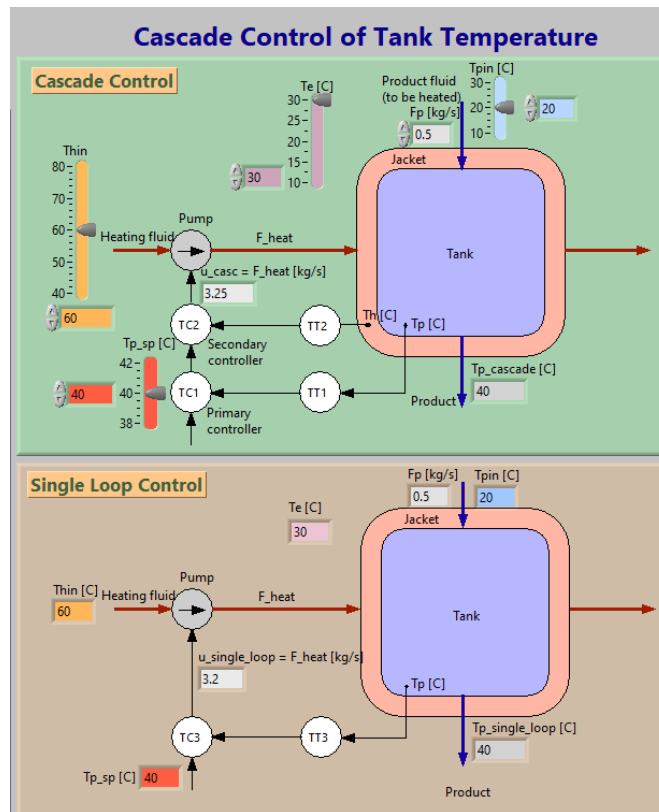 Cascade Control of Tank Temperature
Cascade Control
Te [C]
30
25
20
15
10
30
Product fluid
(to be heated)
Fp [kg/s]
0.5
Tpin [C]
30
20
10
20
Thin
80
70
60
50
40
60
Jacket
Pump
Heating fluid
F_heat
Tank
u_casc = F_heat [kg/s]
3.25
Th [C]
Tp [C]
TC2
TT2
Secondary
controller
Tp_sp [C]
42
40
38
40
TC1
TT1
Primary
controller
Tp_cascade [C]
40
Product
Single Loop Control
Fp [kg/s]
0.5
Tpin [C]
20
Te [C]
30
Jacket
Thin [C]
60
Pump
Heating fluid
F_heat
Tank
u_single_loop = F_heat [kg/s]
3.2
Tp [C]
TC3
TT3
Tp_single_loop [C]
40
Tp_sp [C]
40
Product